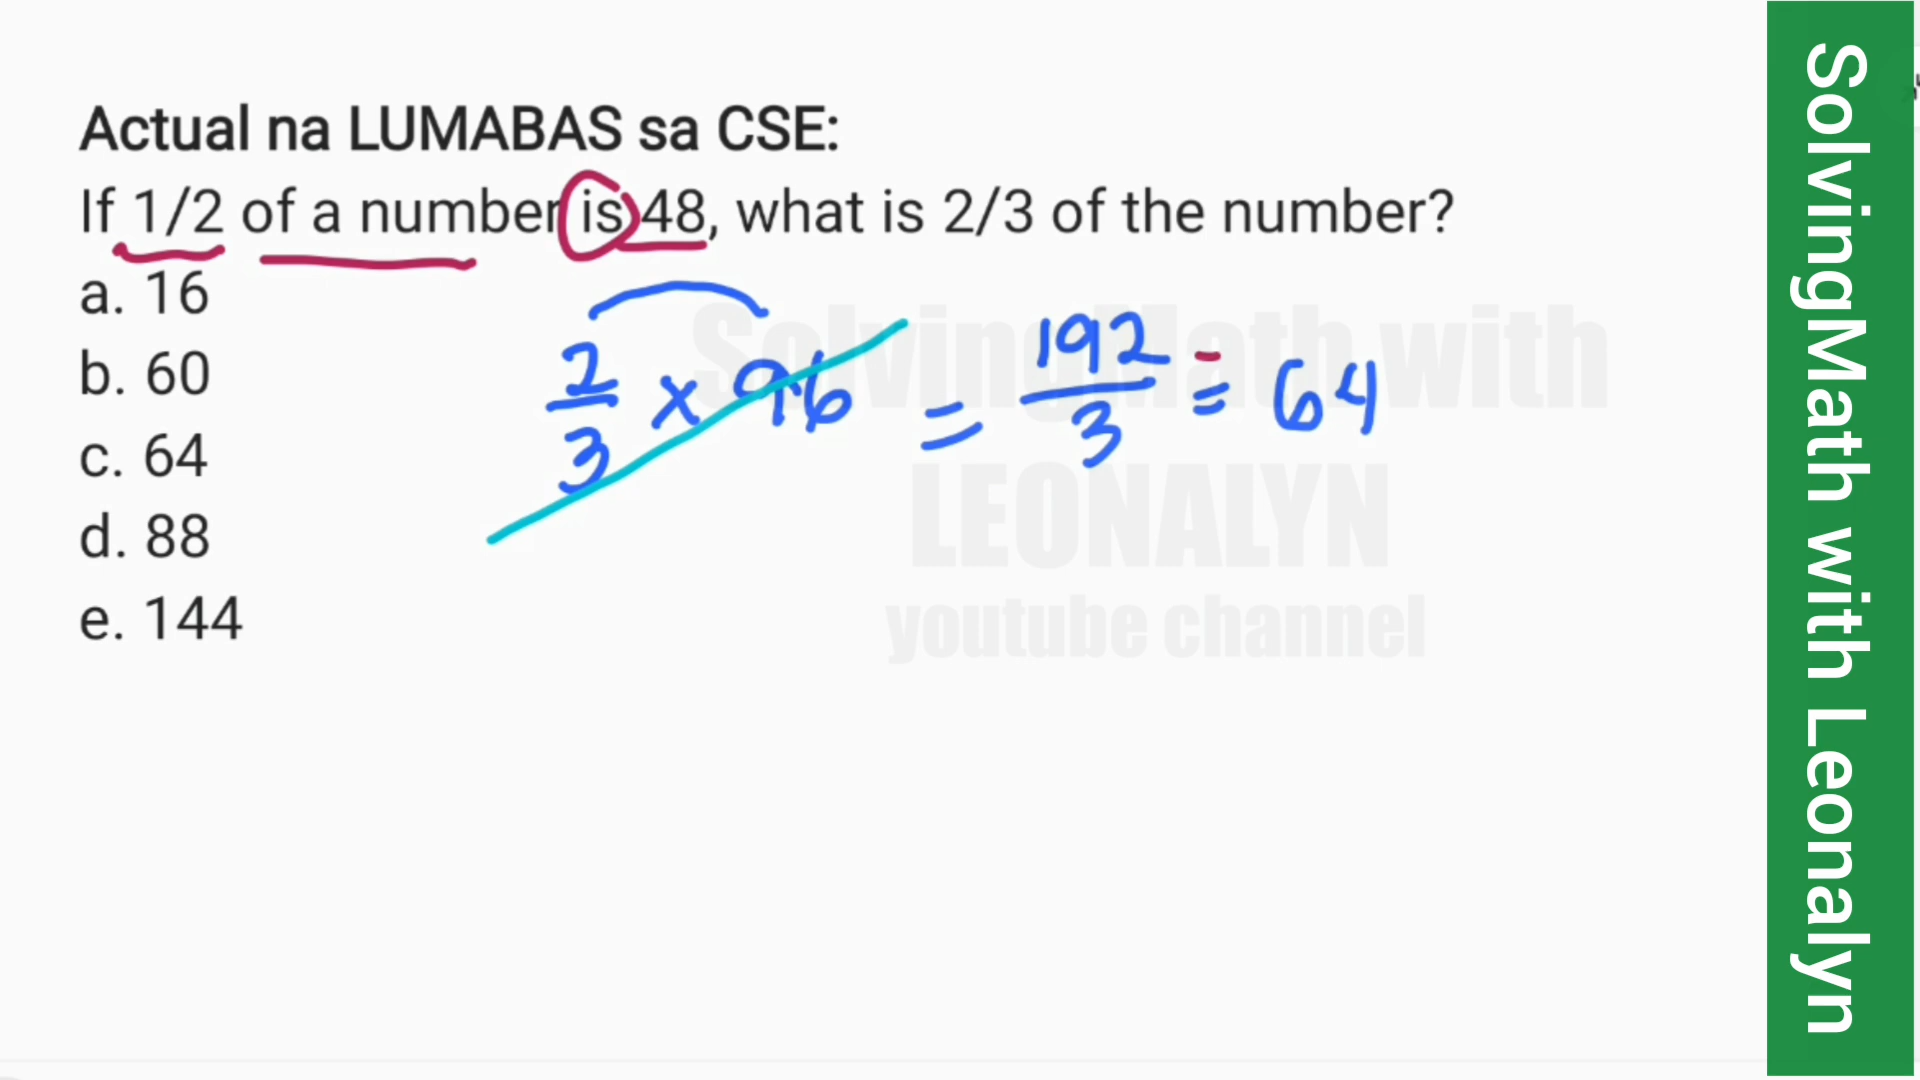 Actual na LUMABAS sa CSE:
If 1/2 of a number is 48, what is 2/3 of the number?
a. 16
b. 60
c. 64
d. 88
e. 144
2/3 x 96 = 192/3 = 64
SolvingMath with
LEONALYN
youtube channel
SolvingMath with Leonalyn